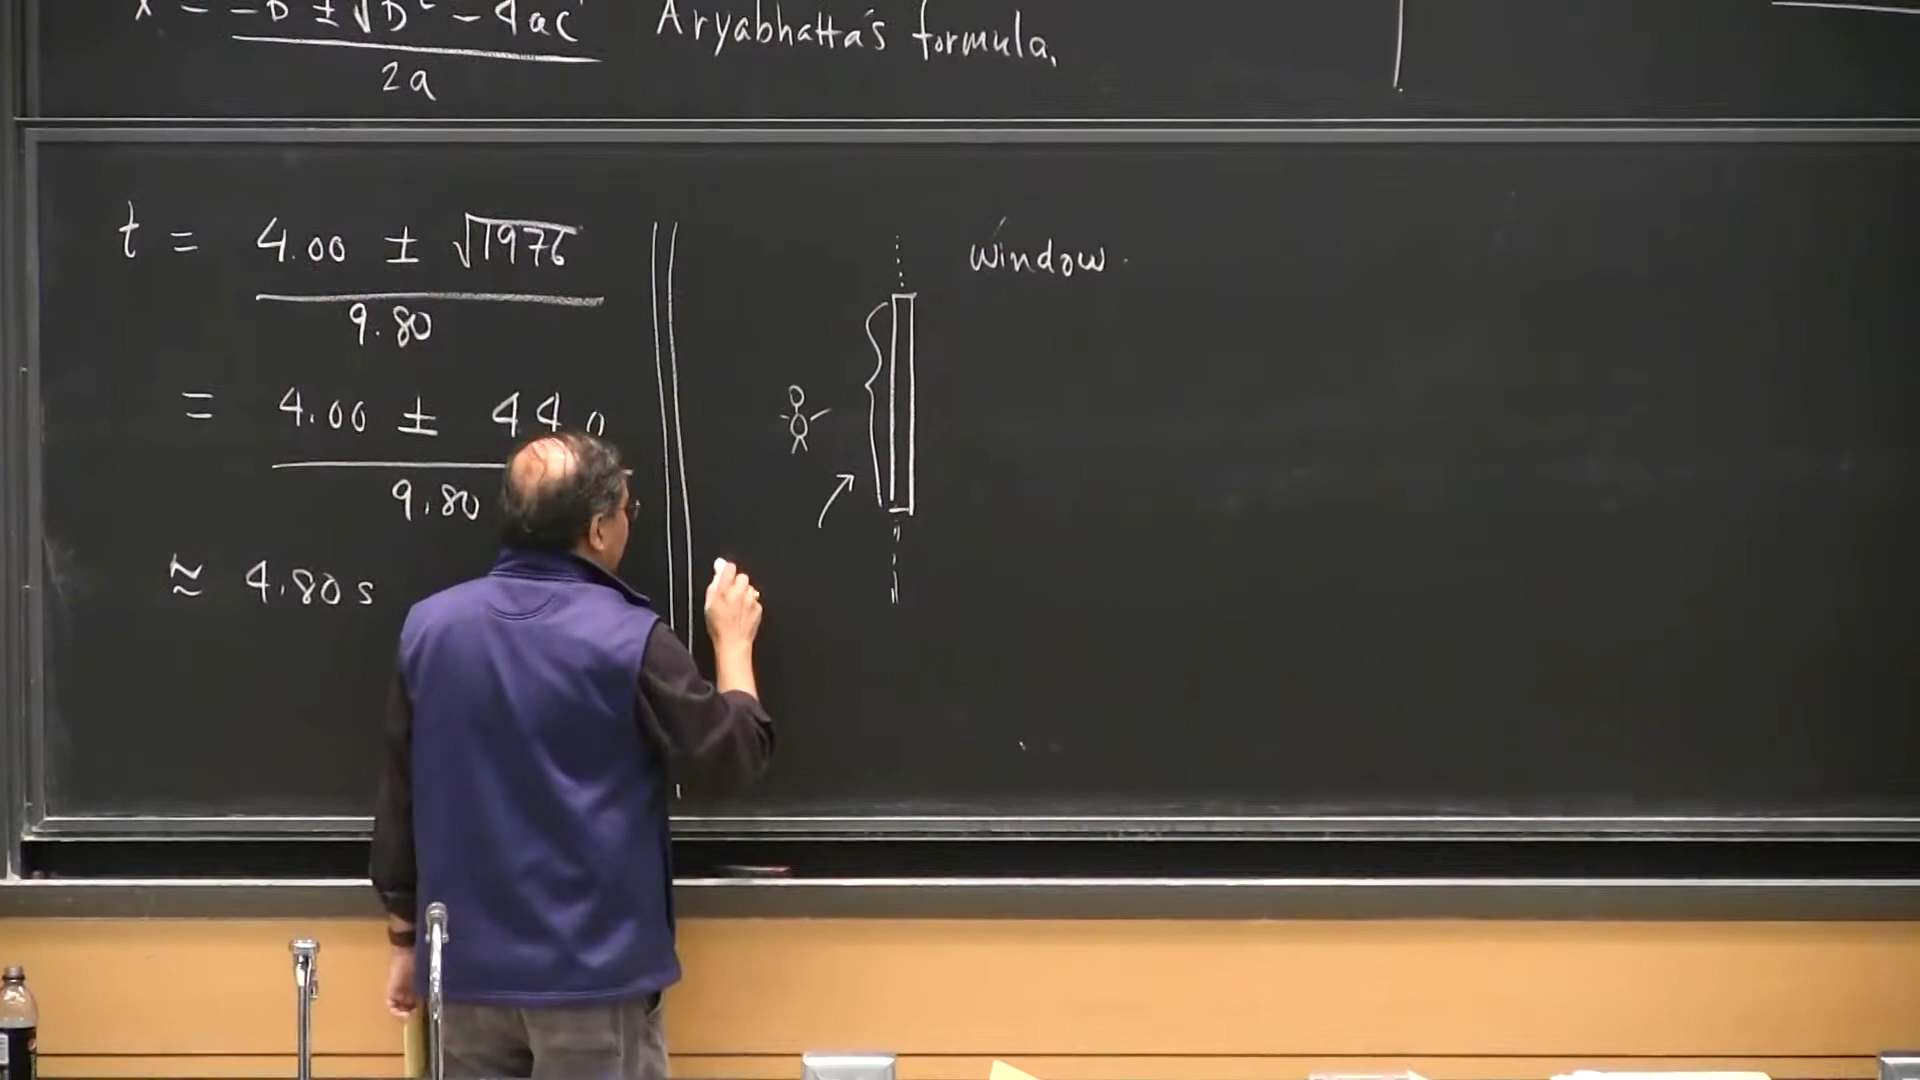 x = -b ± √b² - 4ac
2a
Aryabhatta's formula.
t = 4.00 ± √1976
9.80
= 4.00 ± 44.0
9.80
≈ 4.80 s
window.